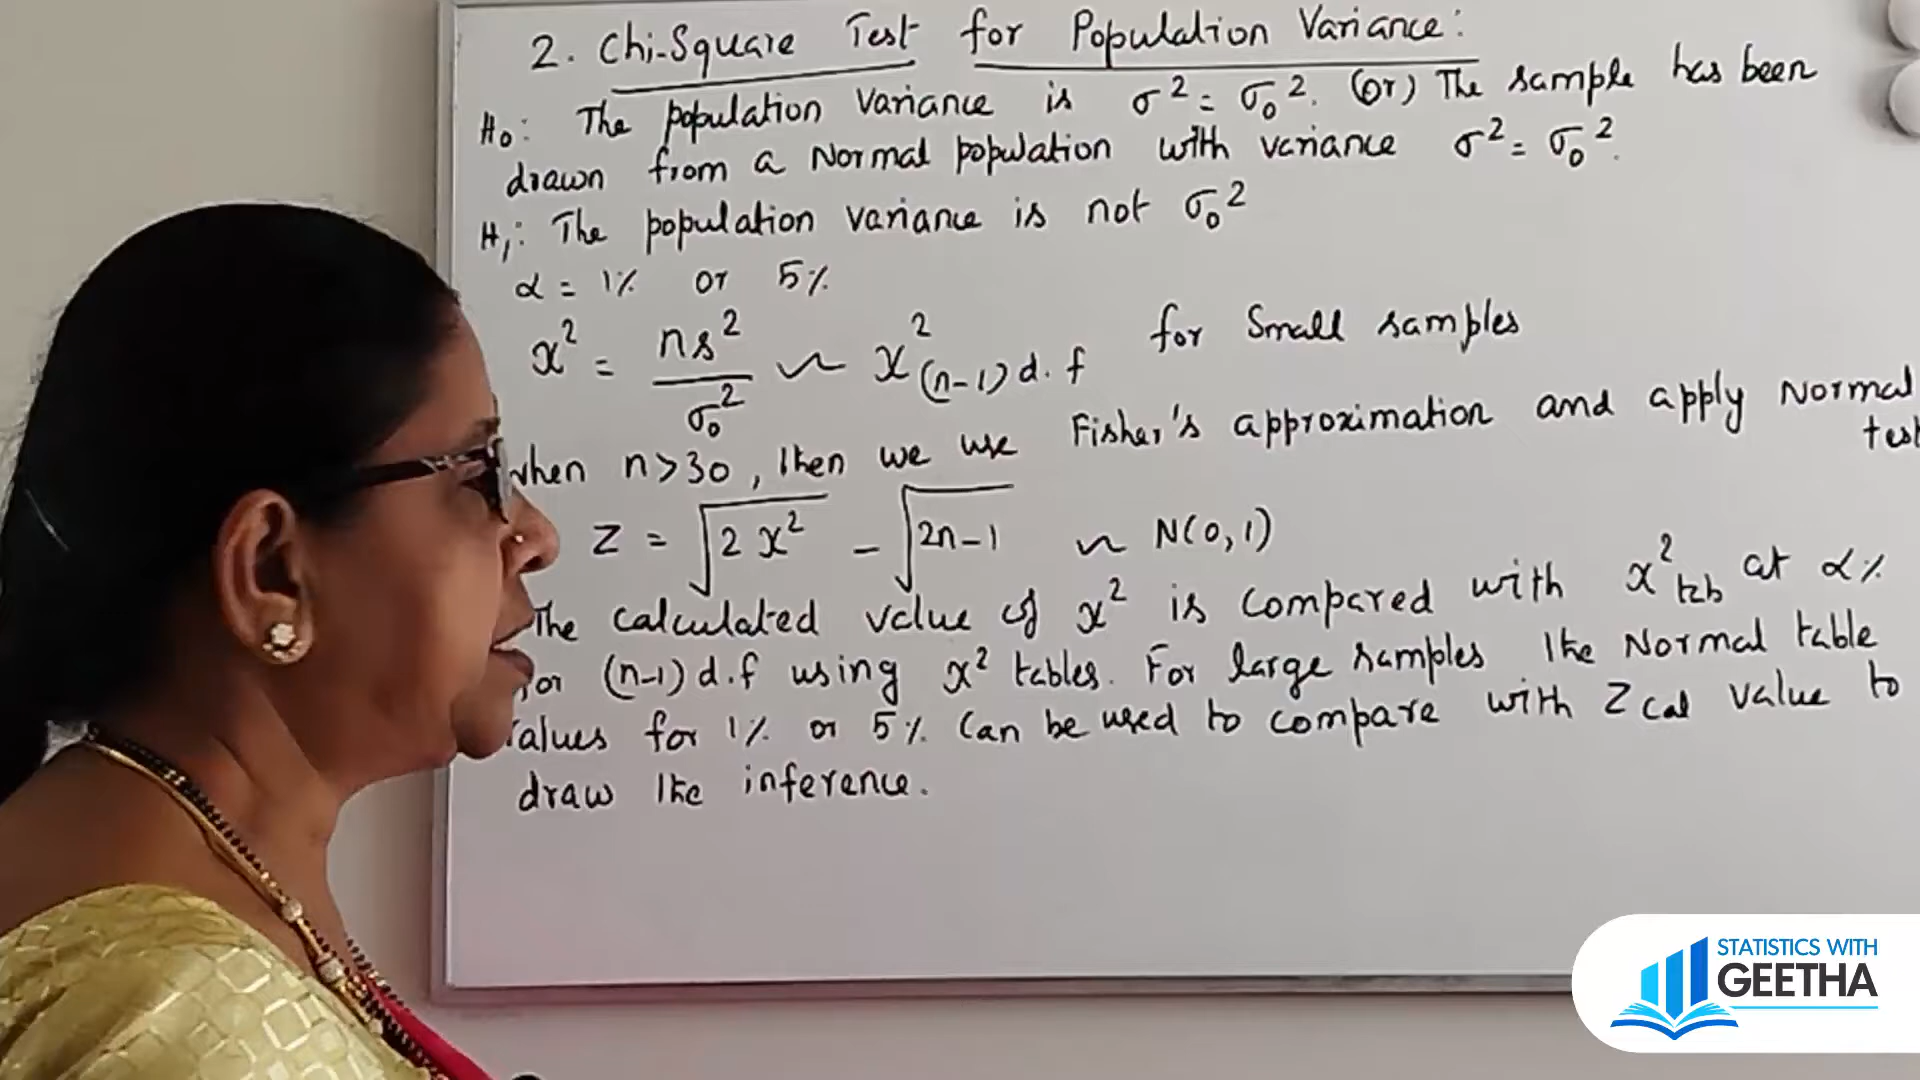 2. Chi-Square Test for Population Variance:
H₀: The population variance is σ² = σ₀². (or) The sample has been
drawn from a Normal population with variance σ² = σ₀².
H₁: The population variance is not σ₀²
α = 1% or 5%
χ² = ns² / σ₀² ~ χ²(n-1) d.f for small samples
when n > 30, then we use Fisher's approximation and apply Normal
test
Z = √2χ² - √2n-1 ~ N(0,1)
The calculated value of χ² is compared with χ²tab at α%
for (n-1) d.f using χ² tables. For large samples the Normal table
values for 1% or 5% can be used to compare with Zcal value to
draw the inference.
STATISTICS WITH
GEETHA